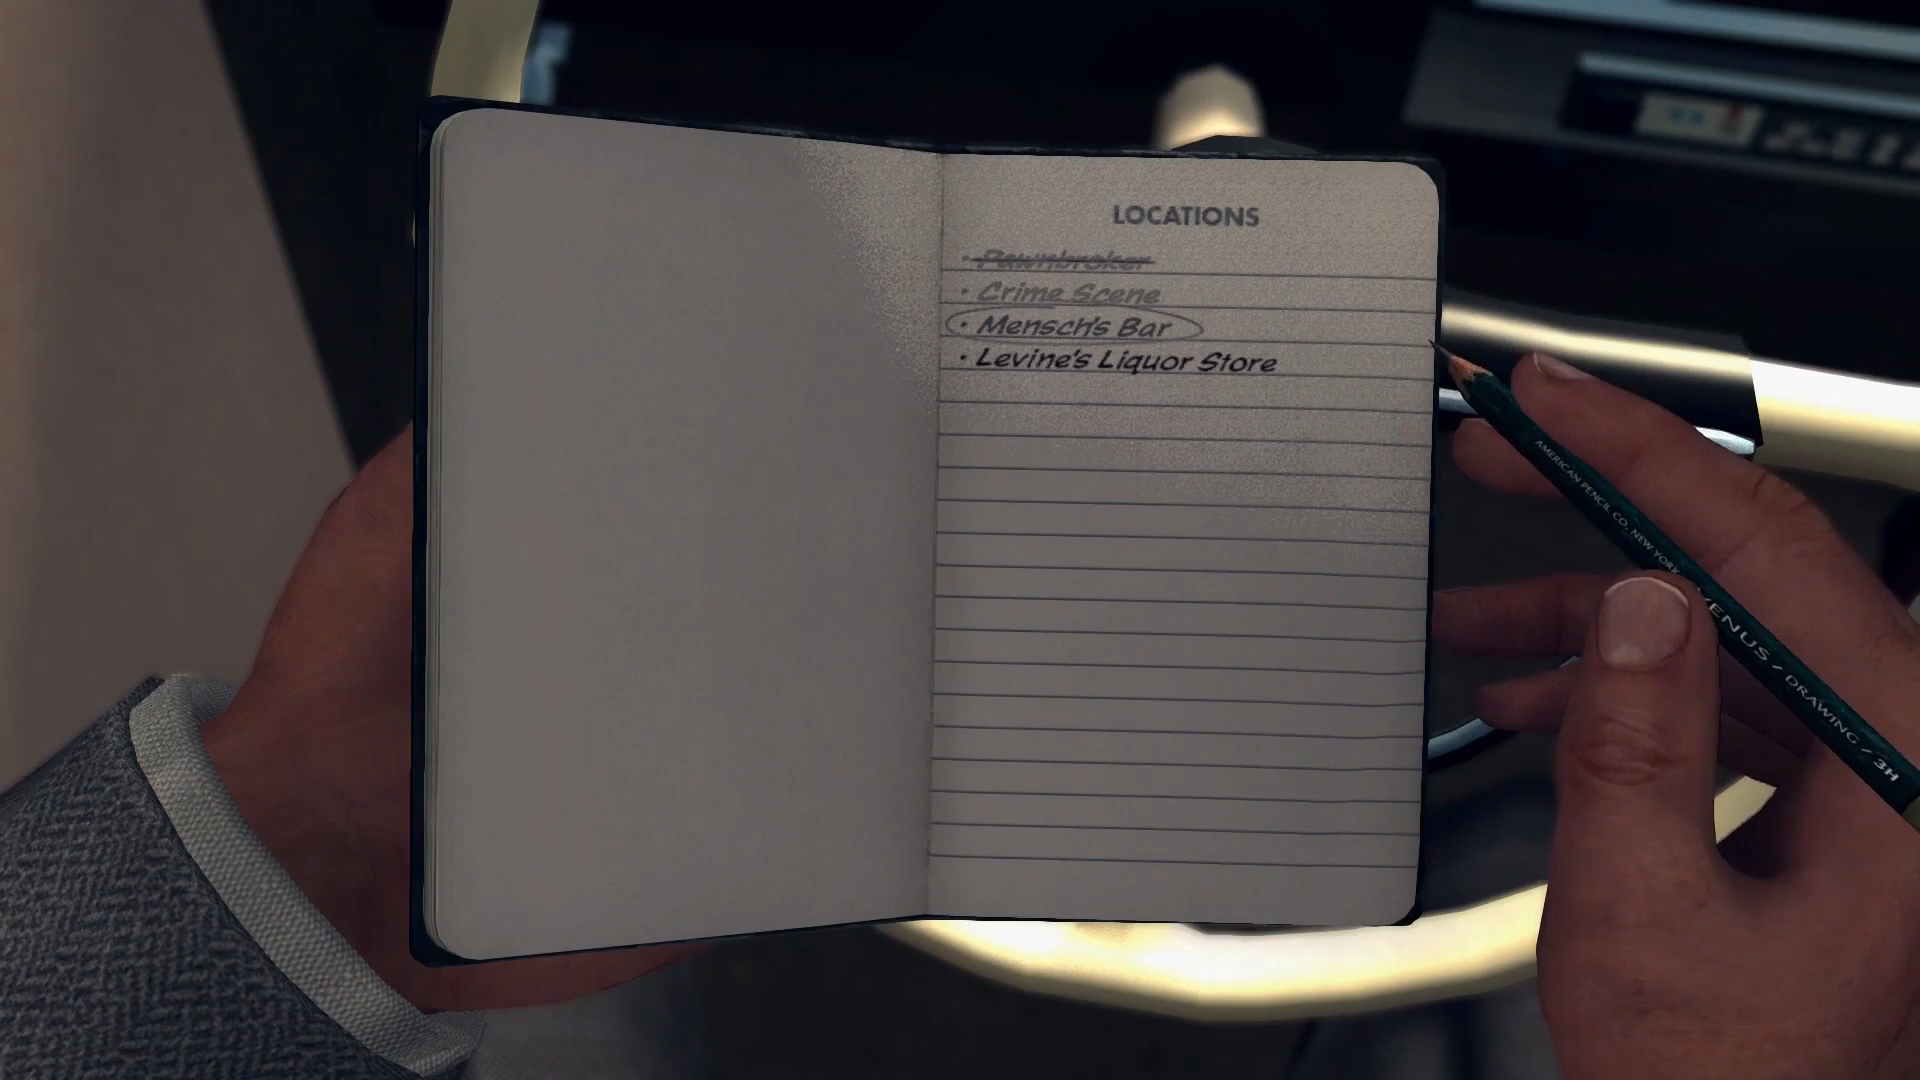 LOCATIONS
• Pawnbroker
• Crime Scene
• Mensch's Bar
• Levine's Liquor Store
AMERICAN PENCIL CO. NEW YORK
VENUS / DRAWING / 3H